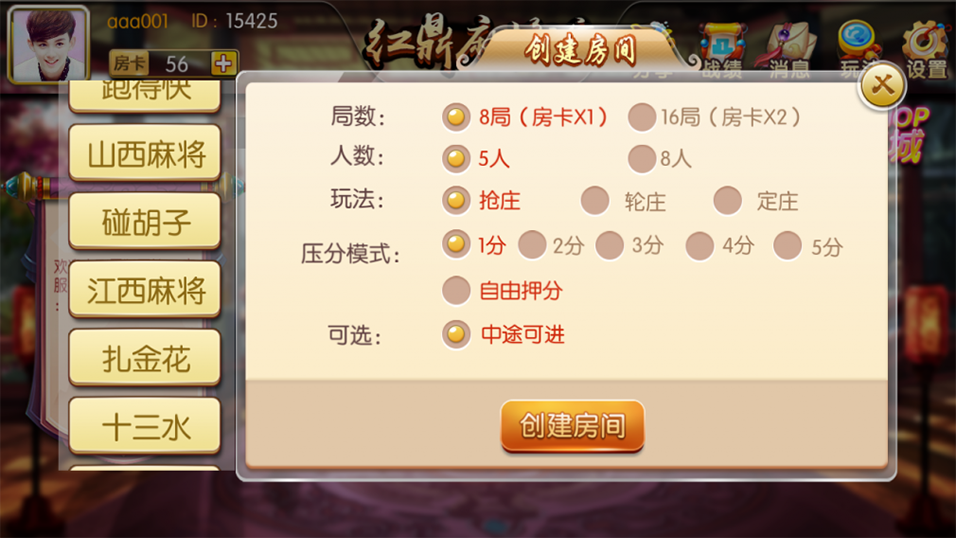 aaa001 ID：15425
房卡 56
红鼎
创建房间
战绩 消息 设置
跑得快
山西麻将
碰胡子
江西麻将
扎金花
十三水
局数： 8局（房卡X1） 16局（房卡X2）
人数： 5人 8人
玩法： 抢庄 轮庄 定庄
压分模式： 1分 2分 3分 4分 5分
自由押分
可选： 中途可进
创建房间